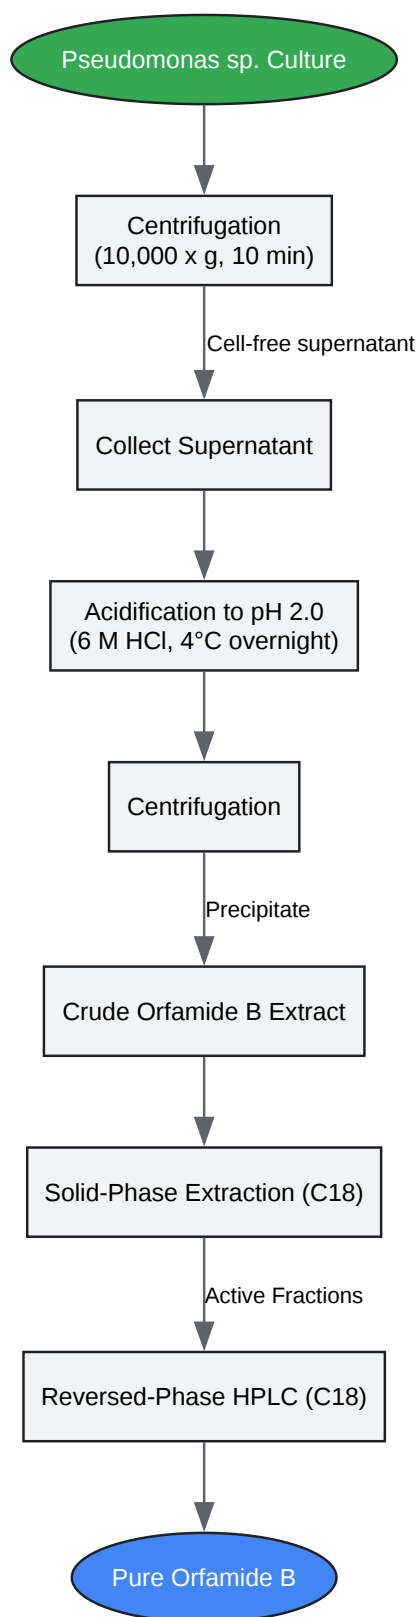 Pseudomonas sp. Culture
Centrifugation
(10,000 x g, 10 min)
Cell-free supernatant
Collect Supernatant
Acidification to pH 2.0
(6 M HCl, 4°C overnight)
Centrifugation
Precipitate
Crude Orfamide B Extract
Solid-Phase Extraction (C18)
Active Fractions
Reversed-Phase HPLC (C18)
Pure Orfamide B